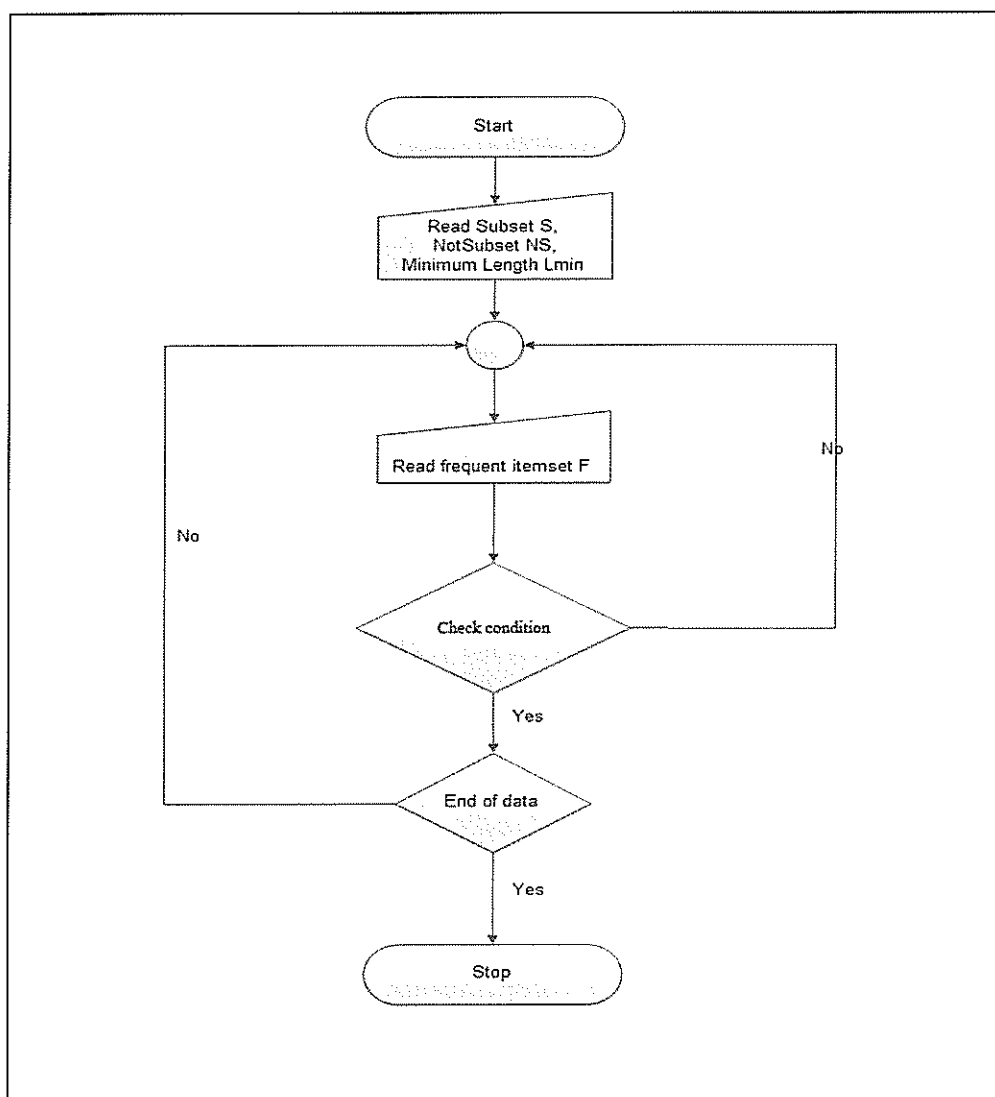 Start
Read Subset S,
NotSubset NS,
Minimum Length Lmin
Read frequent itemset F
No
No
Check condition
Yes
End of data
Yes
Stop